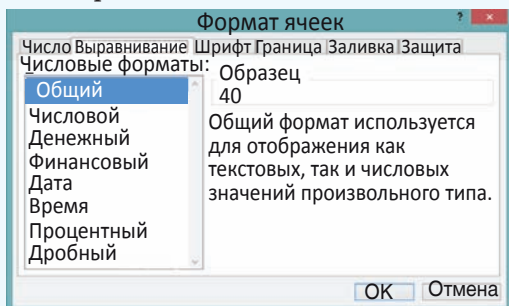 Формат ячеек ?
Число Выравнивание Шрифт Граница Заливка Защита
Числовые форматы:
Образец
Общий
40
Числовой
Денежный
Финансовый
Дата
Время
Процентный
Дробный
Общий формат используется
для отображения как
текстовых, так и числовых
значений произвольного типа.
OK Отмена